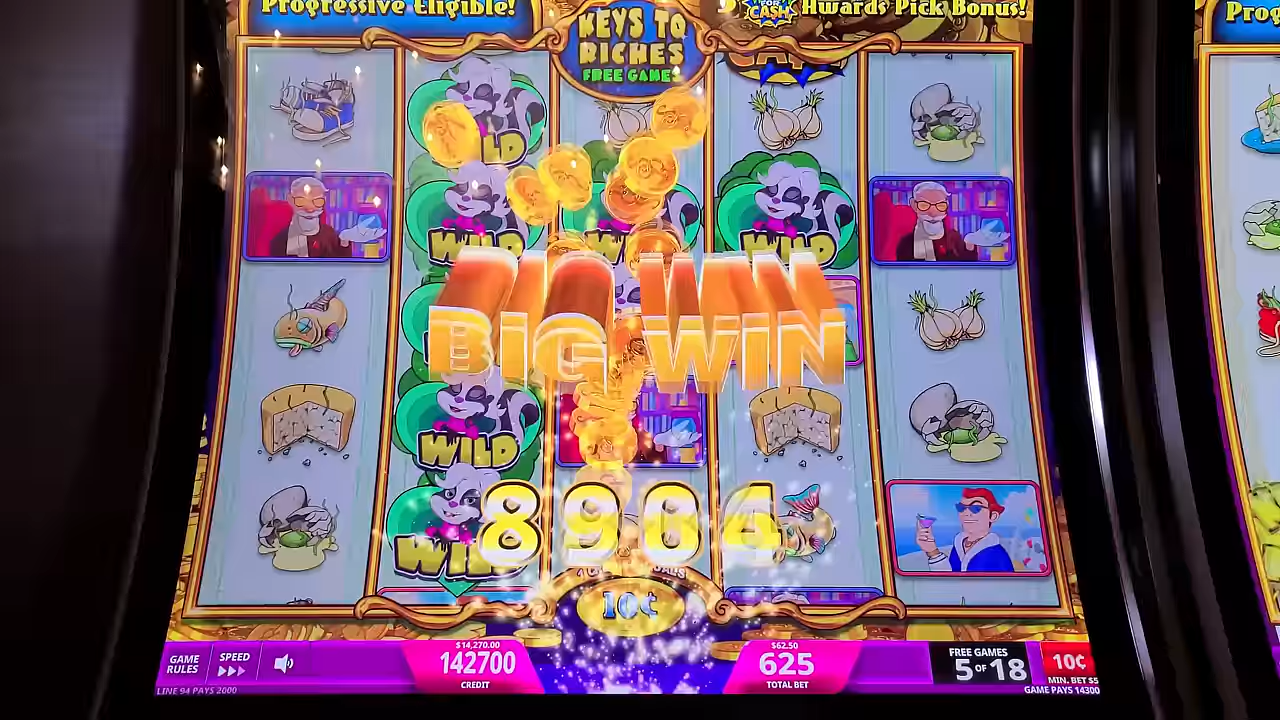 Progressive Eligible!
KEYS TO
RICHES
FREE GAMES
FOR
CASH
Awards Pick Bonus!
WILD
WILD
WILD
WILD
BIG WIN
WILD
8904
10¢
GAME
RULES
SPEED
$14,270.00
142700
CREDIT
$62.50
625
TOTAL BET
FREE GAMES
5 OF 18
10¢
MIN. BET $5
LINE 94 PAYS 2000
GAME PAYS 14300